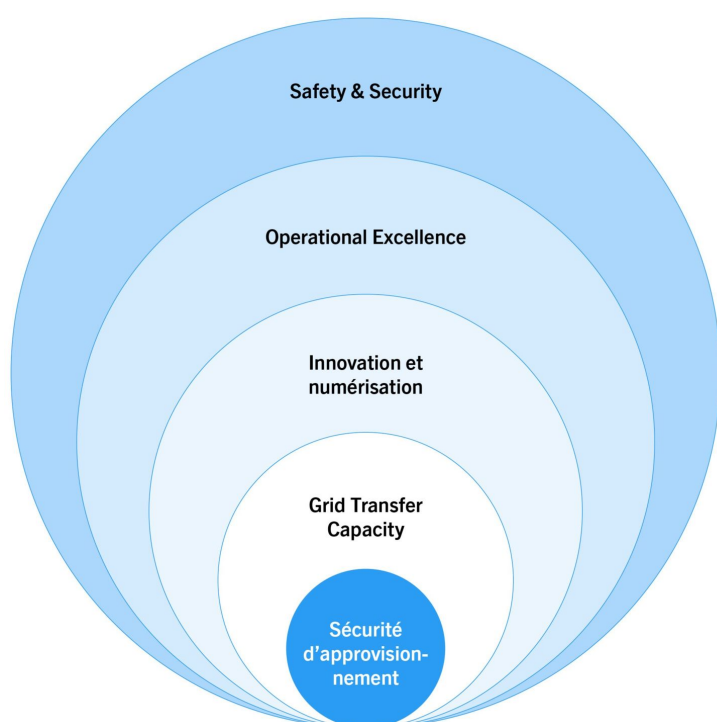 Safety & Security
Operational Excellence
Innovation et
numérisation
Grid Transfer
Capacity
Sécurité
d’approvision-
nement